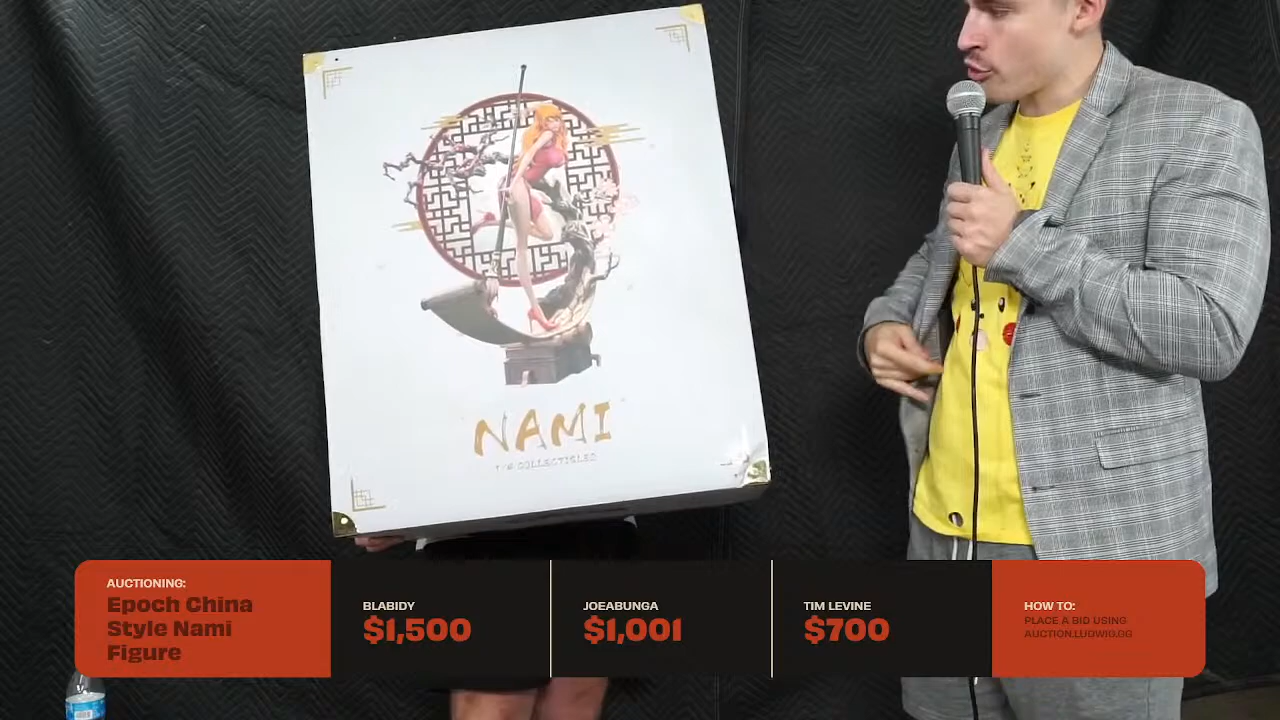 NAMI
AUCTIONING:
Epoch China
Style Nami
Figure
BLABIDY
$1,500
JOEABUNGA
$1,001
TIM LEVINE
$700
HOW TO:
PLACE A BID USING
AUCTION.LUDWIG.GG